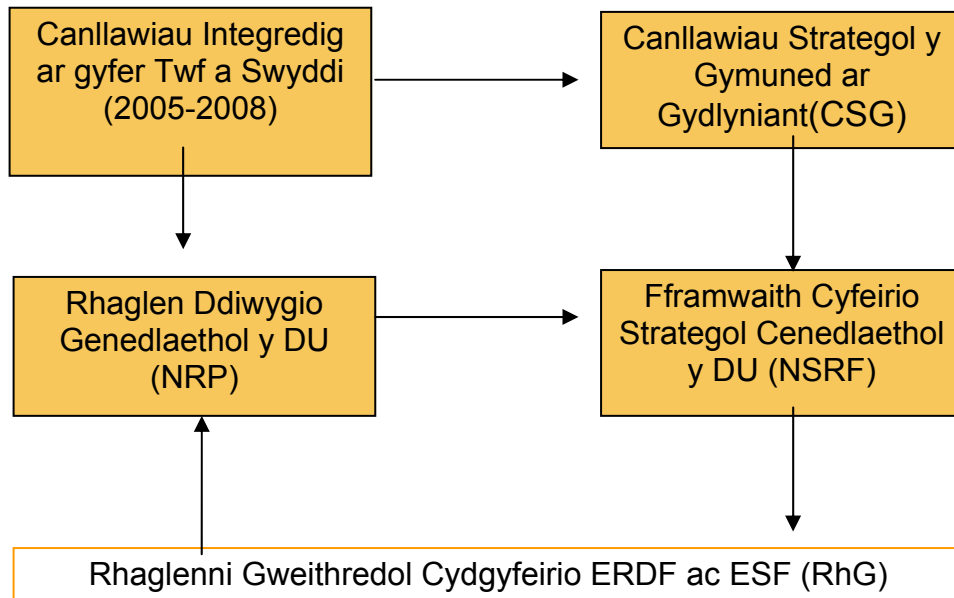 Canllawiau Integredig
ar gyfer Twf a Swyddi
(2005-2008)
Canllawiau Strategol y
Gymuned ar
Gydlyniant(CSG)
Rhaglen Ddiwygio
Genedlaethol y DU
(NRP)
Fframwaith Cyfeirio
Strategol Cenedlaethol
y DU (NSRF)
Rhaglenni Gweithredol Cydgyfeirio ERDF ac ESF (RhG)